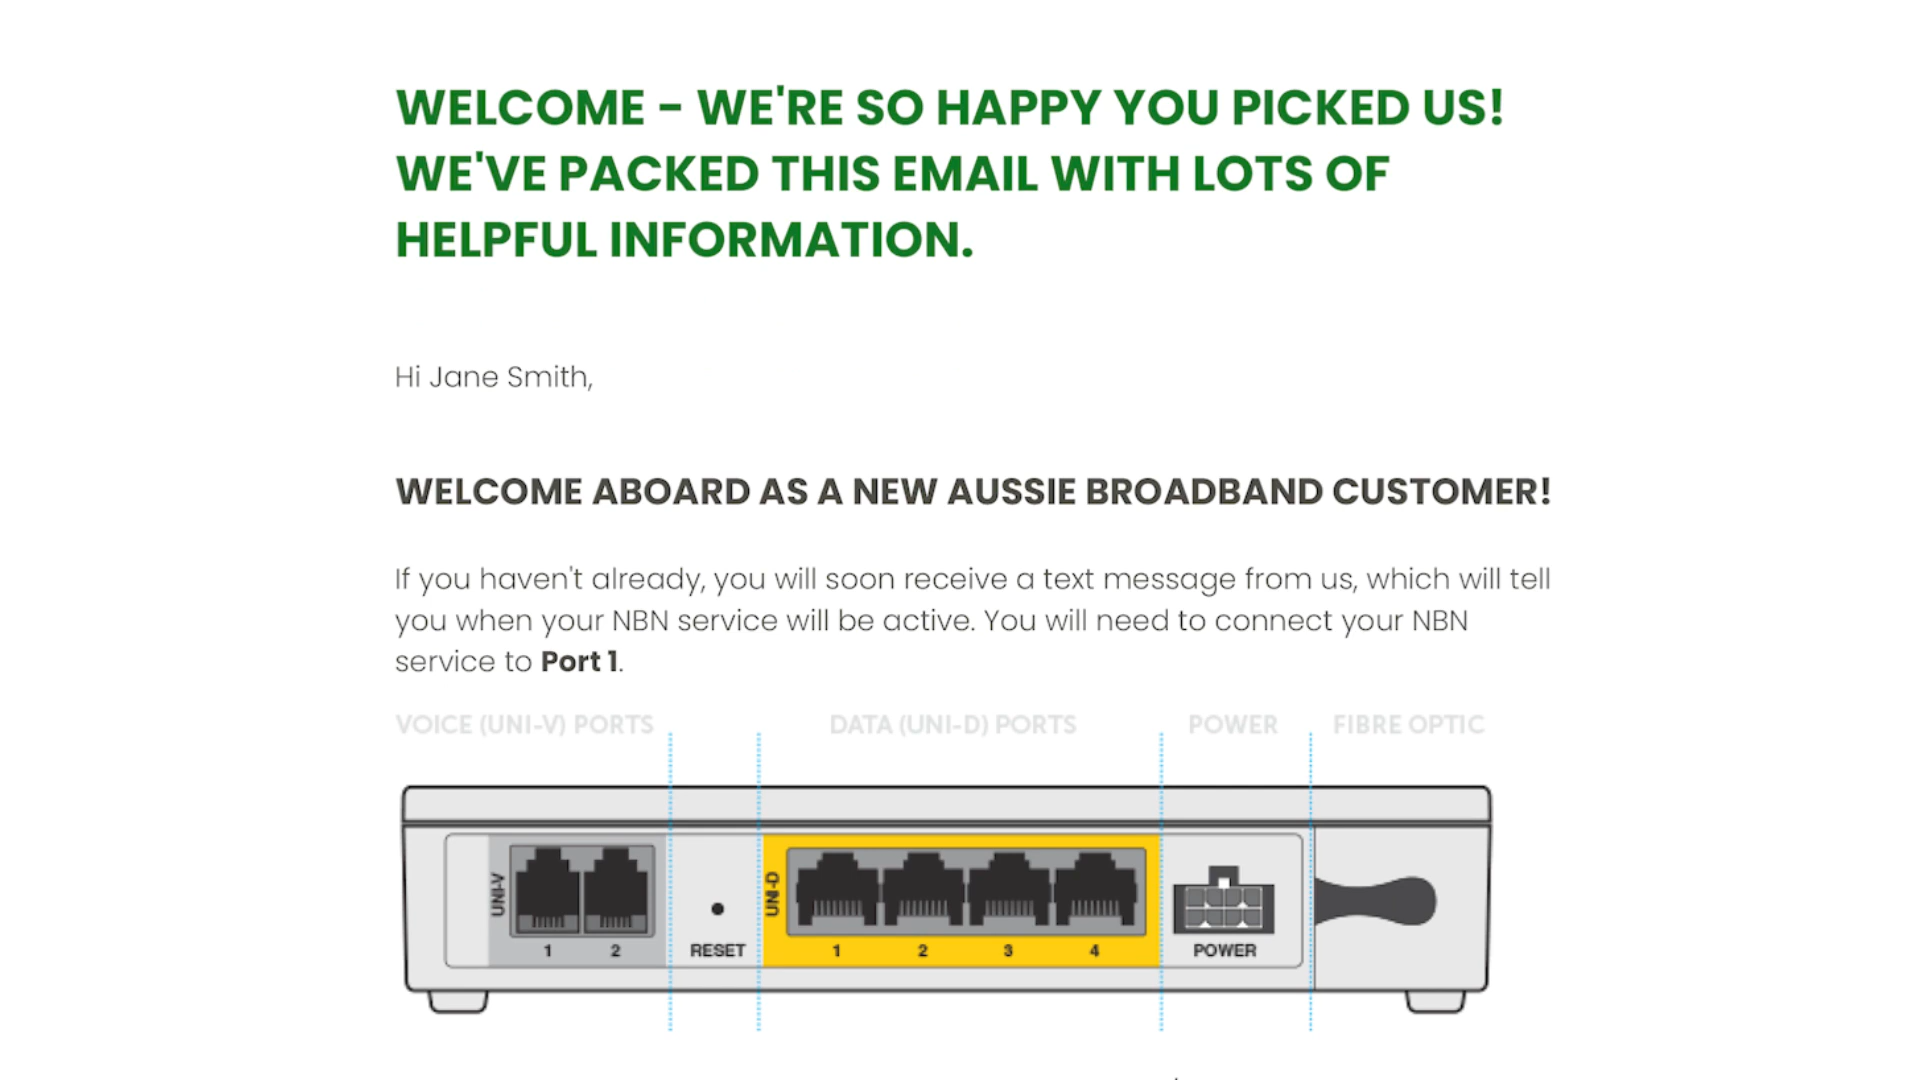 WELCOME - WE'RE SO HAPPY YOU PICKED US!
WE'VE PACKED THIS EMAIL WITH LOTS OF
HELPFUL INFORMATION.
Hi Jane Smith,
WELCOME ABOARD AS A NEW AUSSIE BROADBAND CUSTOMER!
If you haven't already, you will soon receive a text message from us, which will tell
you when your NBN service will be active. You will need to connect your NBN
service to Port 1.
VOICE (UNI-V) PORTS
DATA (UNI-D) PORTS
POWER
FIBRE OPTIC
UNI-V
1 2
RESET
UNI-D
1 2 3 4
POWER